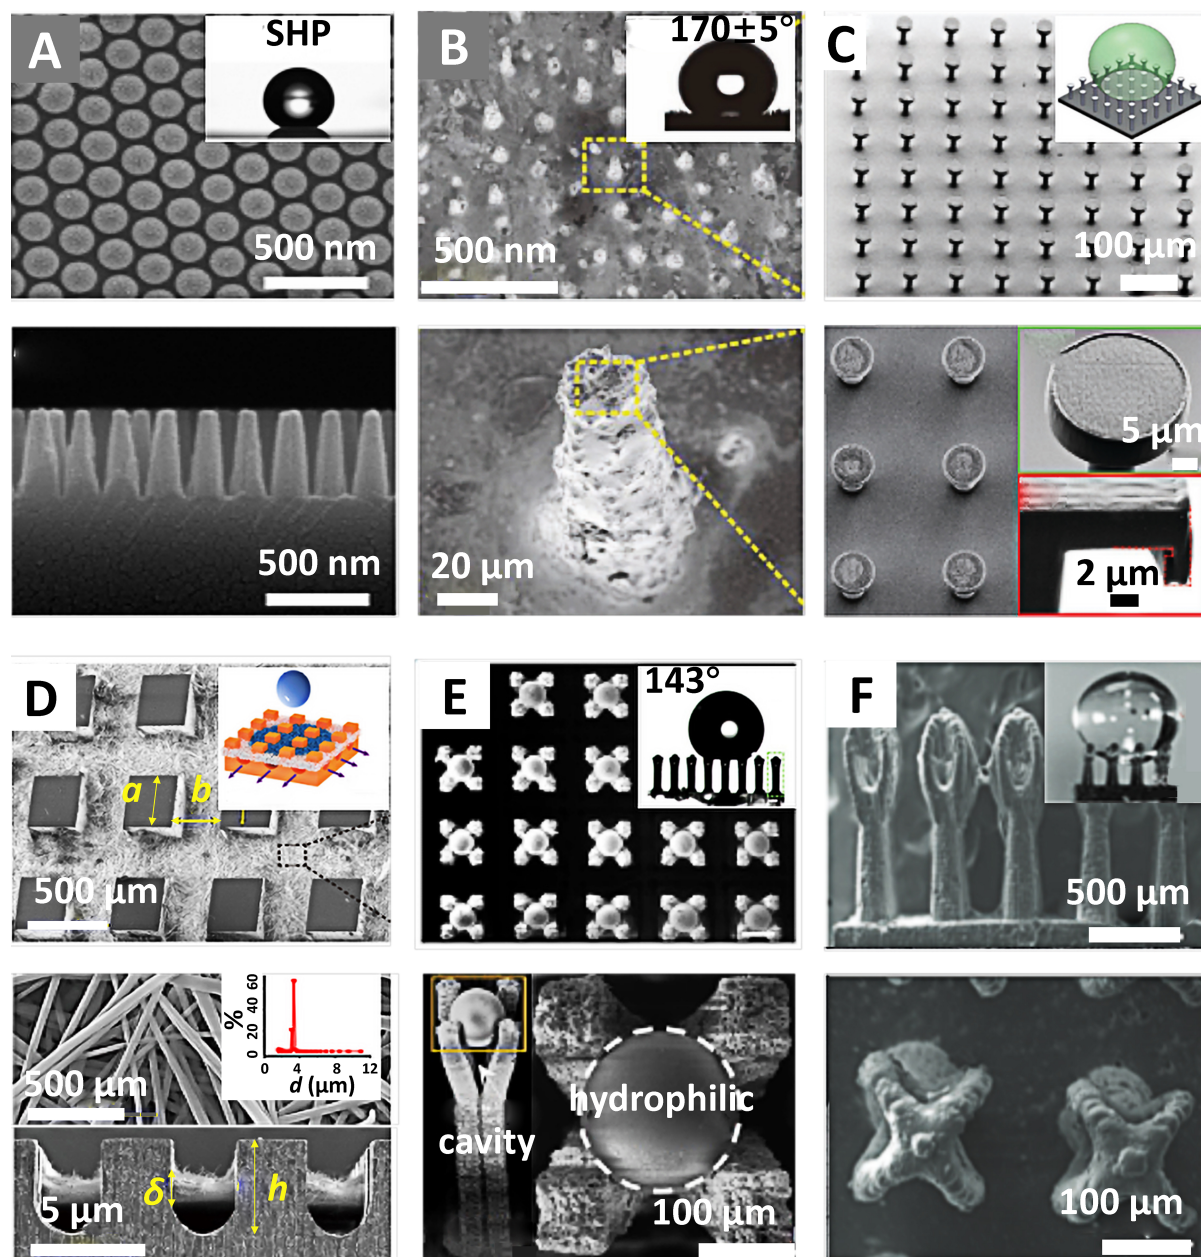 A
SHP
500 nm
B
170±5°
500 nm
C
100 µm
500 nm
20 µm
5 µm
2 µm
D
a
b
500 µm
E
143°
F
500 µm
60
40
20
0
%
0 4 8 12
d (µm)
500 µm
δ
h
5 µm
cavity
hydrophilic
100 µm
100 µm